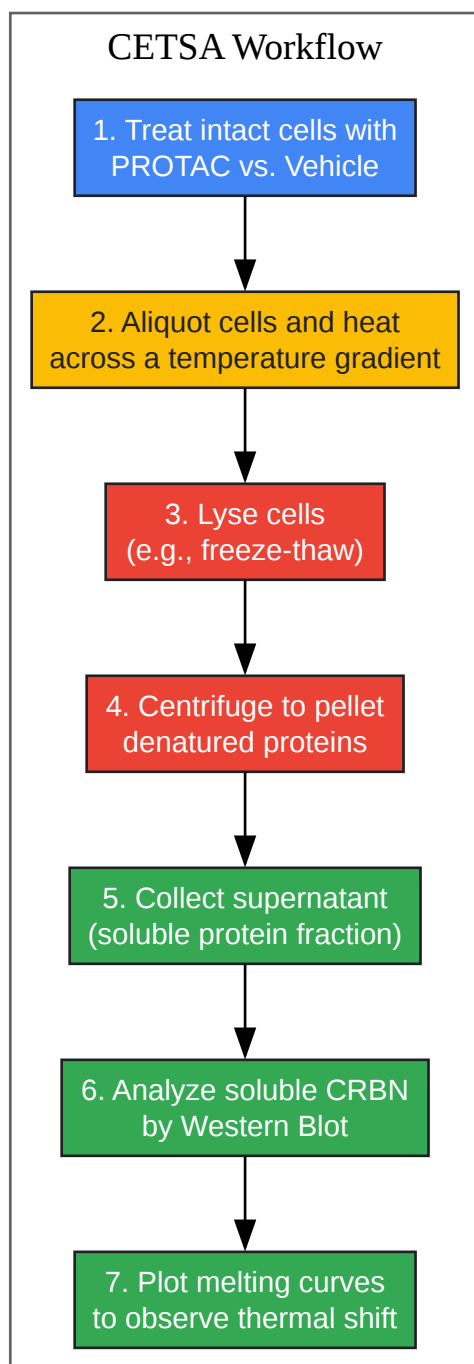 CETSA Workflow
1. Treat intact cells with
PROTAC vs. Vehicle
2. Aliquot cells and heat
across a temperature gradient
3. Lyse cells
(e.g., freeze-thaw)
4. Centrifuge to pellet
denatured proteins
5. Collect supernatant
(soluble protein fraction)
6. Analyze soluble CRBN
by Western Blot
7. Plot melting curves
to observe thermal shift